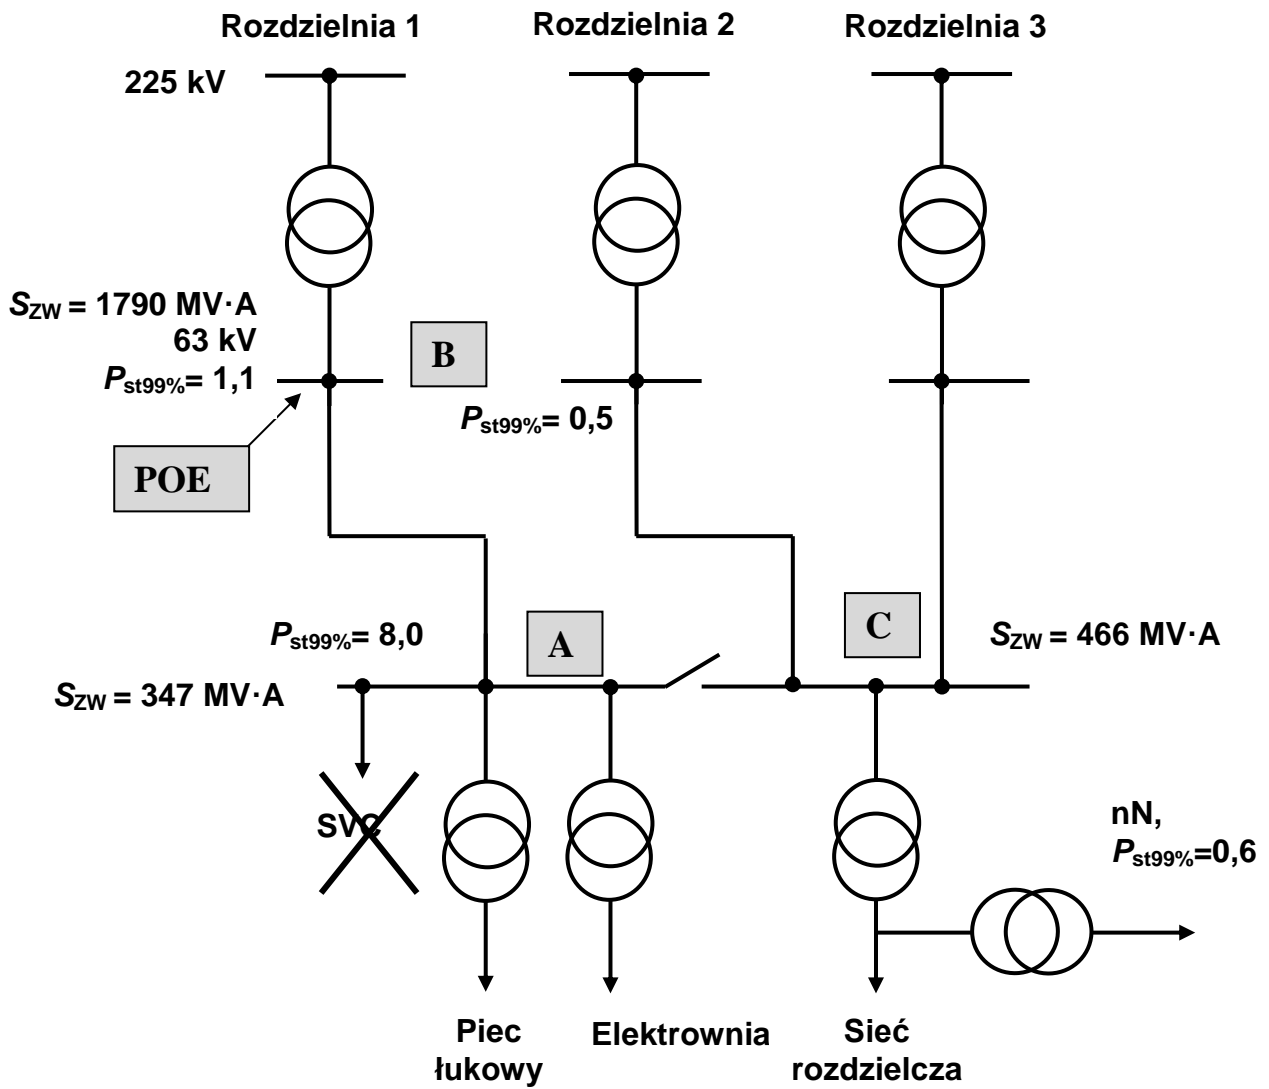 Rozdzielnia 1
Rozdzielnia 2
Rozdzielnia 3
225 kV
SZW = 1790 MV·A
63 kV
Pst99%= 1,1
B
Pst99%= 0,5
POE
Pst99%= 8,0
A
C
SZW = 466 MV·A
SZW = 347 MV·A
SVC
nN,
Pst99%=0,6
Piec
łukowy
Elektrownia
Sieć
rozdzielcza